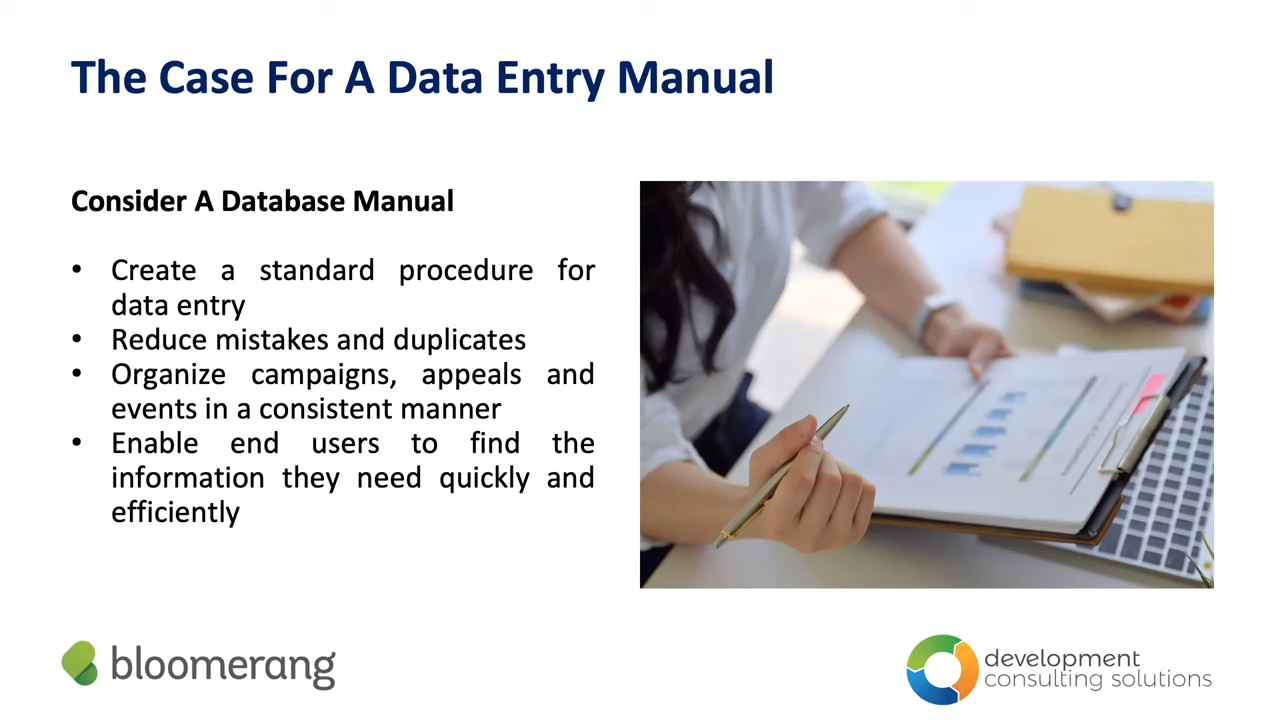 The Case For A Data Entry Manual
Consider A Database Manual
• Create a standard procedure for
data entry
• Reduce mistakes and duplicates
• Organize campaigns, appeals and
events in a consistent manner
• Enable end users to find the
information they need quickly and
efficiently
bloomerang
development
consulting solutions